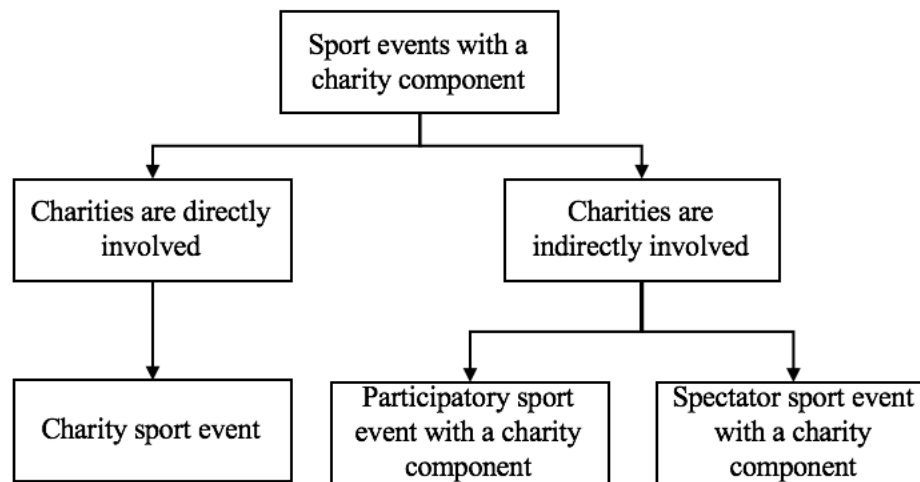 Sport events with a
charity component
Charities are directly
involved
Charities are
indirectly involved
Charity sport event
Participatory sport
event with a charity
component
Spectator sport event
with a charity
component